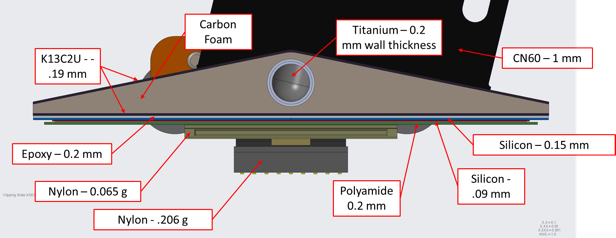 Carbon
Foam
Titanium – 0.2
mm wall thickness
K13C2U - -
.19 mm
CN60 – 1 mm
Epoxy – 0.2 mm
Silicon – 0.15 mm
Nylon – 0.065 g
Polyamide
0.2 mm
Silicon -
.09 mm
Nylon - .206 g